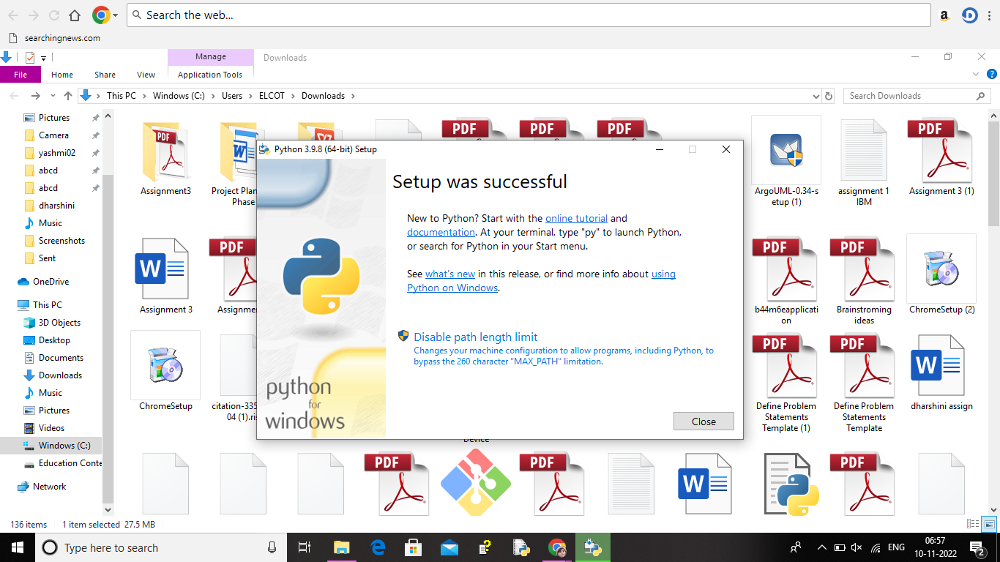 Search the web...
searchingnews.com
Manage
Downloads
File
Home
Share
View
Application Tools
This PC
Windows (C:)
Users
ELCOT
Downloads
Search Downloads
Pictures
Camera
yashmi02
abcd
abcd
dharshini
Music
Screenshots
Sent
OneDrive
This PC
3D Objects
Desktop
Documents
Downloads
Music
Pictures
Videos
Windows (C:)
Education Conte
Network
Assignment3
Project Plan
Phase
ArgoUML-0.34-s
etup (1)
assignment 1
IBM
Assignment 3 (1)
Python 3.9.8 (64-bit) Setup
Setup was successful
New to Python? Start with the online tutorial and
documentation. At your terminal, type "py" to launch Python,
or search for Python in your Start menu.
See what's new in this release, or find more info about using
Python on Windows.
Disable path length limit
Changes your machine configuration to allow programs, including Python, to
bypass the 260 character "MAX_PATH" limitation.
python
for
windows
Close
Assignment 3
Assignmen
b44m6eapplicati
on
Brainstroming
ideas
ChromeSetup (2)
ChromeSetup
citation-335
04 (1).ris
Define Problem
Statements
Template (1)
Define Problem
Statements
Template
dharshini assign
Device
PDF
PDF
PDF
PDF
PDF
PDF
PDF
PDF
PDF
PDF
PDF
PDF
PDF
PDF
136 items
1 item selected 27.5 MB
Type here to search
ENG
06:57
10-11-2022
2